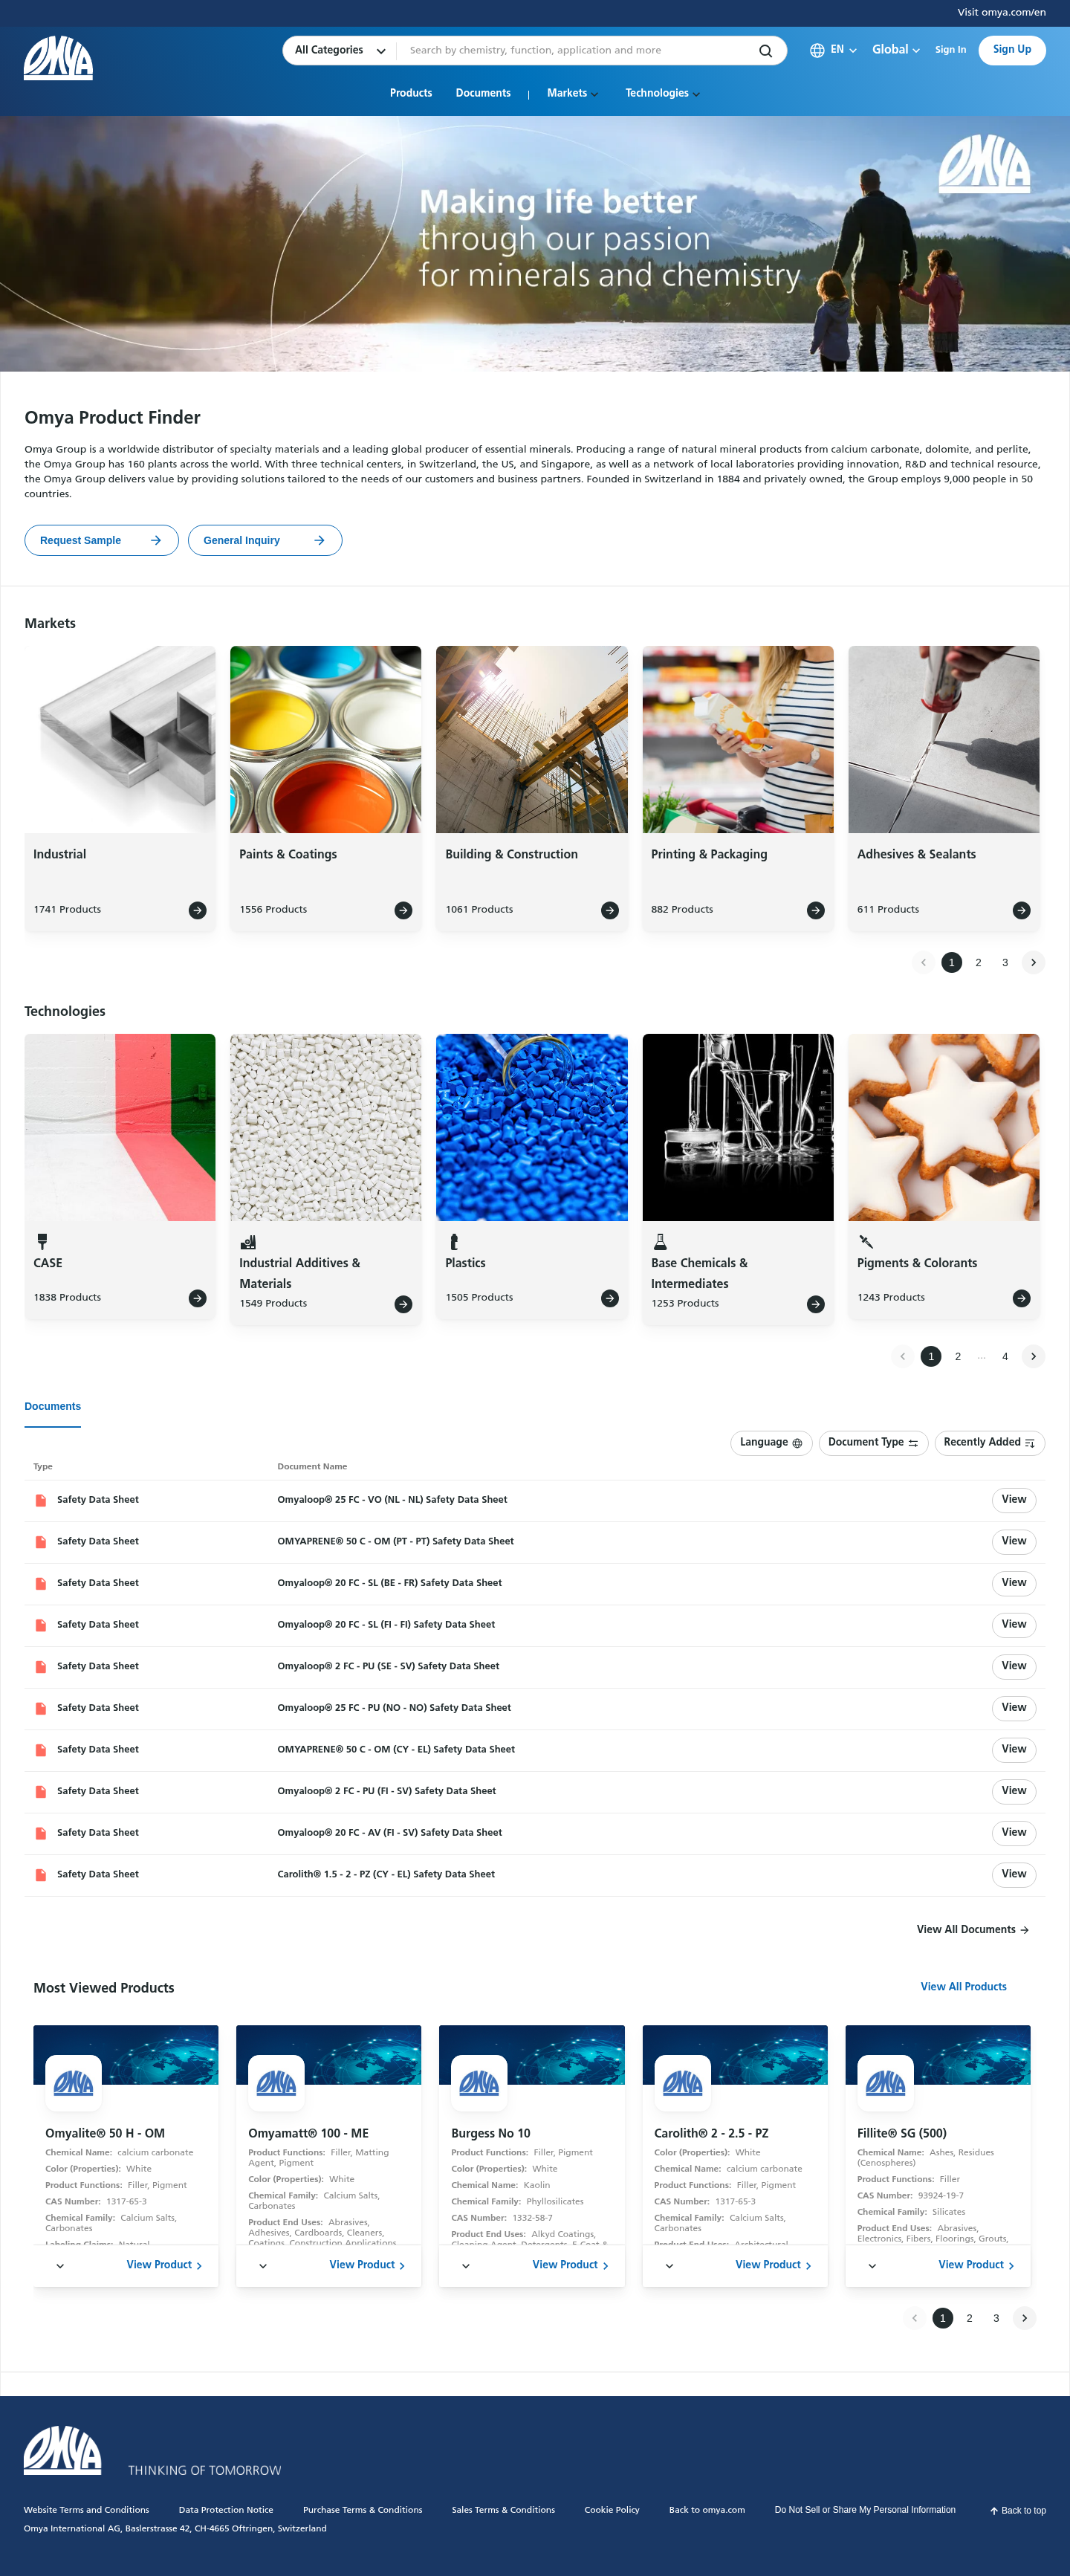 Visit omya.com/en
OMYA
All Categories
Search by chemistry, function, application and more
EN
Global
Sign In
Sign Up
Products
Documents
|
Markets
Technologies
OMYA
Making life better
through our passion
for minerals and chemistry
Omya Product Finder
Omya Group is a worldwide distributor of specialty materials and a leading global producer of essential minerals. Producing a range of natural mineral products from calcium carbonate, dolomite, and perlite,
the Omya Group has 160 plants across the world. With three technical centers, in Switzerland, the US, and Singapore, as well as a network of local laboratories providing innovation, R&D and technical resource,
the Omya Group delivers value by providing solutions tailored to the needs of our customers and business partners. Founded in Switzerland in 1884 and privately owned, the Group employs 9,000 people in 50
countries.
Request Sample
General Inquiry
Markets
Industrial
1741 Products
Paints & Coatings
1556 Products
Building & Construction
1061 Products
Printing & Packaging
882 Products
Adhesives & Sealants
611 Products
1 2 3
Technologies
CASE
1838 Products
Industrial Additives &
Materials
1549 Products
Plastics
1505 Products
Base Chemicals &
Intermediates
1253 Products
Pigments & Colorants
1243 Products
1 2 ... 4
Documents
Language
Document Type
Recently Added
Type Document Name
Safety Data Sheet Omyaloop® 25 FC - VO (NL - NL) Safety Data Sheet View
Safety Data Sheet OMYAPRENE® 50 C - OM (PT - PT) Safety Data Sheet View
Safety Data Sheet Omyaloop® 20 FC - SL (BE - FR) Safety Data Sheet View
Safety Data Sheet Omyaloop® 20 FC - SL (FI - FI) Safety Data Sheet View
Safety Data Sheet Omyaloop® 2 FC - PU (SE - SV) Safety Data Sheet View
Safety Data Sheet Omyaloop® 25 FC - PU (NO - NO) Safety Data Sheet View
Safety Data Sheet OMYAPRENE® 50 C - OM (CY - EL) Safety Data Sheet View
Safety Data Sheet Omyaloop® 2 FC - PU (FI - SV) Safety Data Sheet View
Safety Data Sheet Omyaloop® 20 FC - AV (FI - SV) Safety Data Sheet View
Safety Data Sheet Carolith® 1.5 - 2 - PZ (CY - EL) Safety Data Sheet View
View All Documents
Most Viewed Products
View All Products
OMYA
Omyalite® 50 H - OM
Chemical Name: calcium carbonate
Color (Properties): White
Product Functions: Filler, Pigment
CAS Number: 1317-65-3
Chemical Family: Calcium Salts,
Carbonates
Labeling Claims: Natural
View Product
OMYA
Omyamatt® 100 - ME
Product Functions: Filler, Matting
Agent, Pigment
Color (Properties): White
Chemical Family: Calcium Salts,
Carbonates
Product End Uses: Abrasives,
Adhesives, Cardboards, Cleaners,
Coatings, Construction Applications
View Product
OMYA
Burgess No 10
Product Functions: Filler, Pigment
Color (Properties): White
Chemical Name: Kaolin
Chemical Family: Phyllosilicates
CAS Number: 1332-58-7
Product End Uses: Alkyd Coatings,
Cleaning Agent, Detergents, E-Coat &
View Product
OMYA
Carolith® 2 - 2.5 - PZ
Color (Properties): White
Chemical Name: calcium carbonate
Product Functions: Filler, Pigment
CAS Number: 1317-65-3
Chemical Family: Calcium Salts,
Carbonates
Product End Uses: Architectural
View Product
OMYA
Fillite® SG (500)
Chemical Name: Ashes, Residues
(Cenospheres)
Product Functions: Filler
CAS Number: 93924-19-7
Chemical Family: Silicates
Product End Uses: Abrasives,
Electronics, Fibers, Floorings, Grouts,
View Product
1 2 3
OMYA
THINKING OF TOMORROW
Website Terms and Conditions
Data Protection Notice
Purchase Terms & Conditions
Sales Terms & Conditions
Cookie Policy
Back to omya.com
Do Not Sell or Share My Personal Information
Back to top
Omya International AG, Baslerstrasse 42, CH-4665 Oftringen, Switzerland